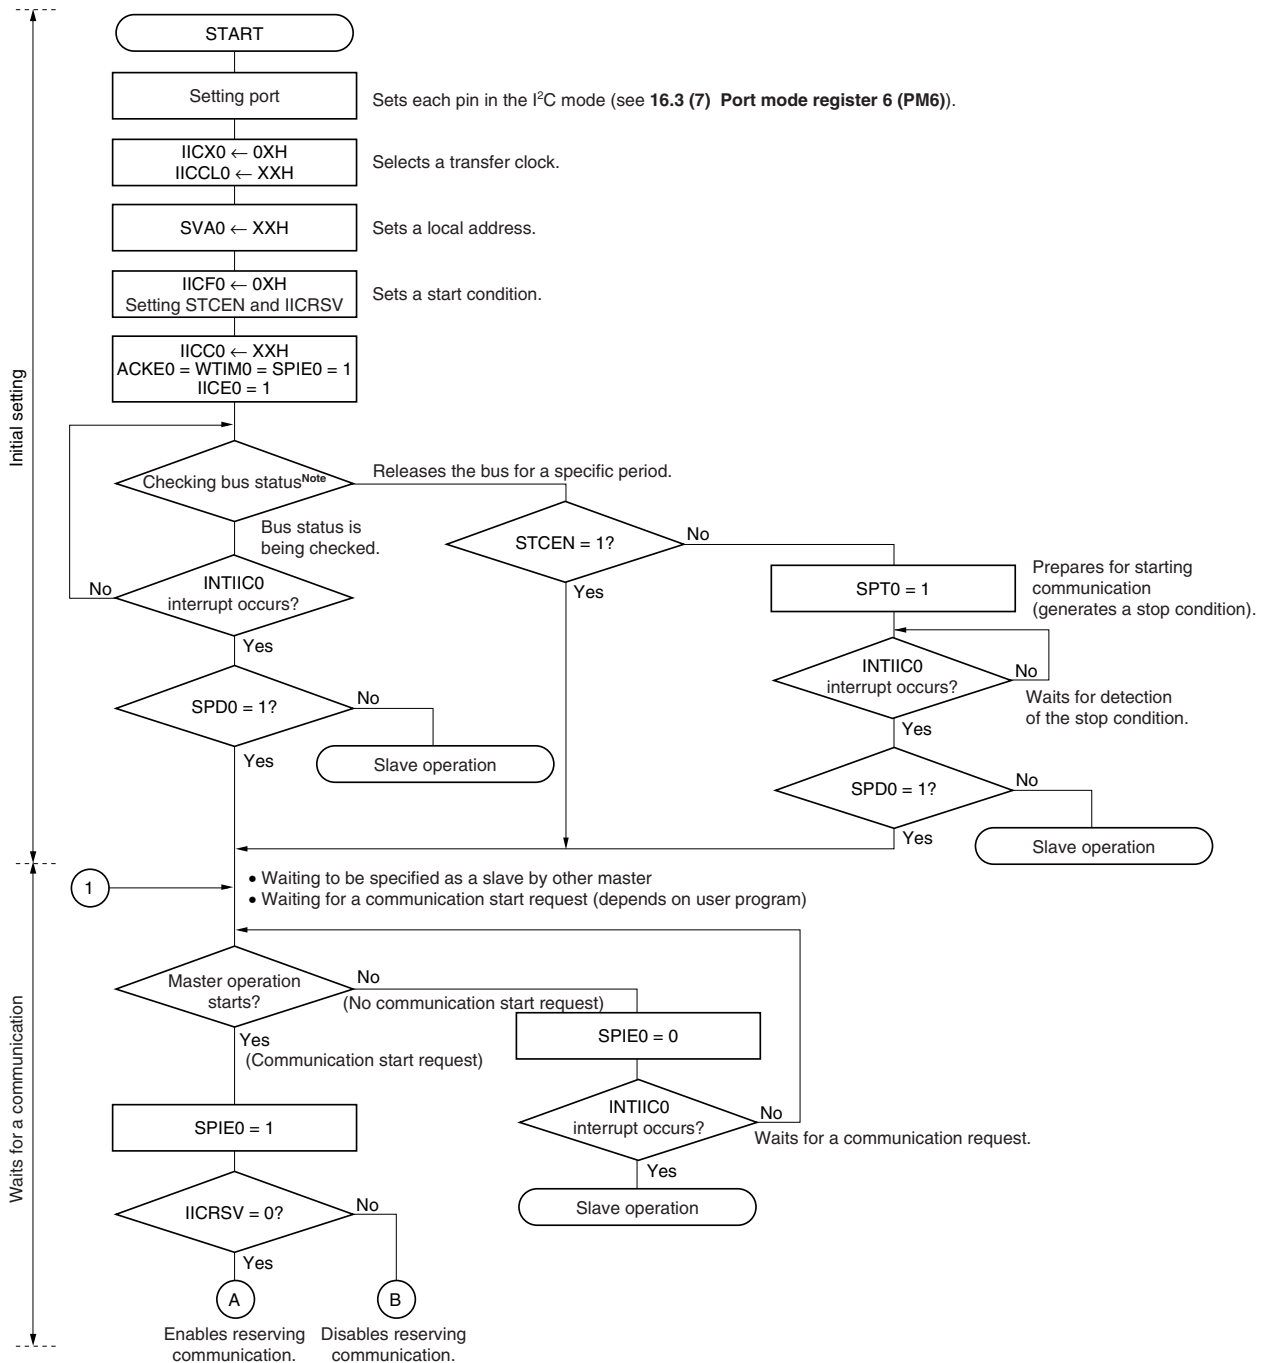 START
Setting port
Sets each pin in the I²C mode (see 16.3 (7) Port mode register 6 (PM6)).
IICX0 ← 0XH
IICCL0 ← XXH
Selects a transfer clock.
SVA0 ← XXH
Sets a local address.
IICF0 ← 0XH
Setting STCEN and IICRSV
Sets a start condition.
IICC0 ← XXH
ACKE0 = WTIM0 = SPIE0 = 1
IICE0 = 1
Initial setting
Checking bus statusNote
Releases the bus for a specific period.
Bus status is
being checked.
STCEN = 1?
No
Yes
INTIIC0
interrupt occurs?
No
Yes
SPT0 = 1
Prepares for starting
communication
(generates a stop condition).
INTIIC0
interrupt occurs?
No
Waits for detection
of the stop condition.
Yes
SPD0 = 1?
No
Slave operation
Yes
SPD0 = 1?
No
Slave operation
Yes
1
• Waiting to be specified as a slave by other master
• Waiting for a communication start request (depends on user program)
Waits for a communication
Master operation
starts?
No
(No communication start request)
Yes
(Communication start request)
SPIE0 = 0
INTIIC0
interrupt occurs?
No
Waits for a communication request.
Yes
Slave operation
SPIE0 = 1
IICRSV = 0?
No
Yes
A
B
Enables reserving
communication.
Disables reserving
communication.